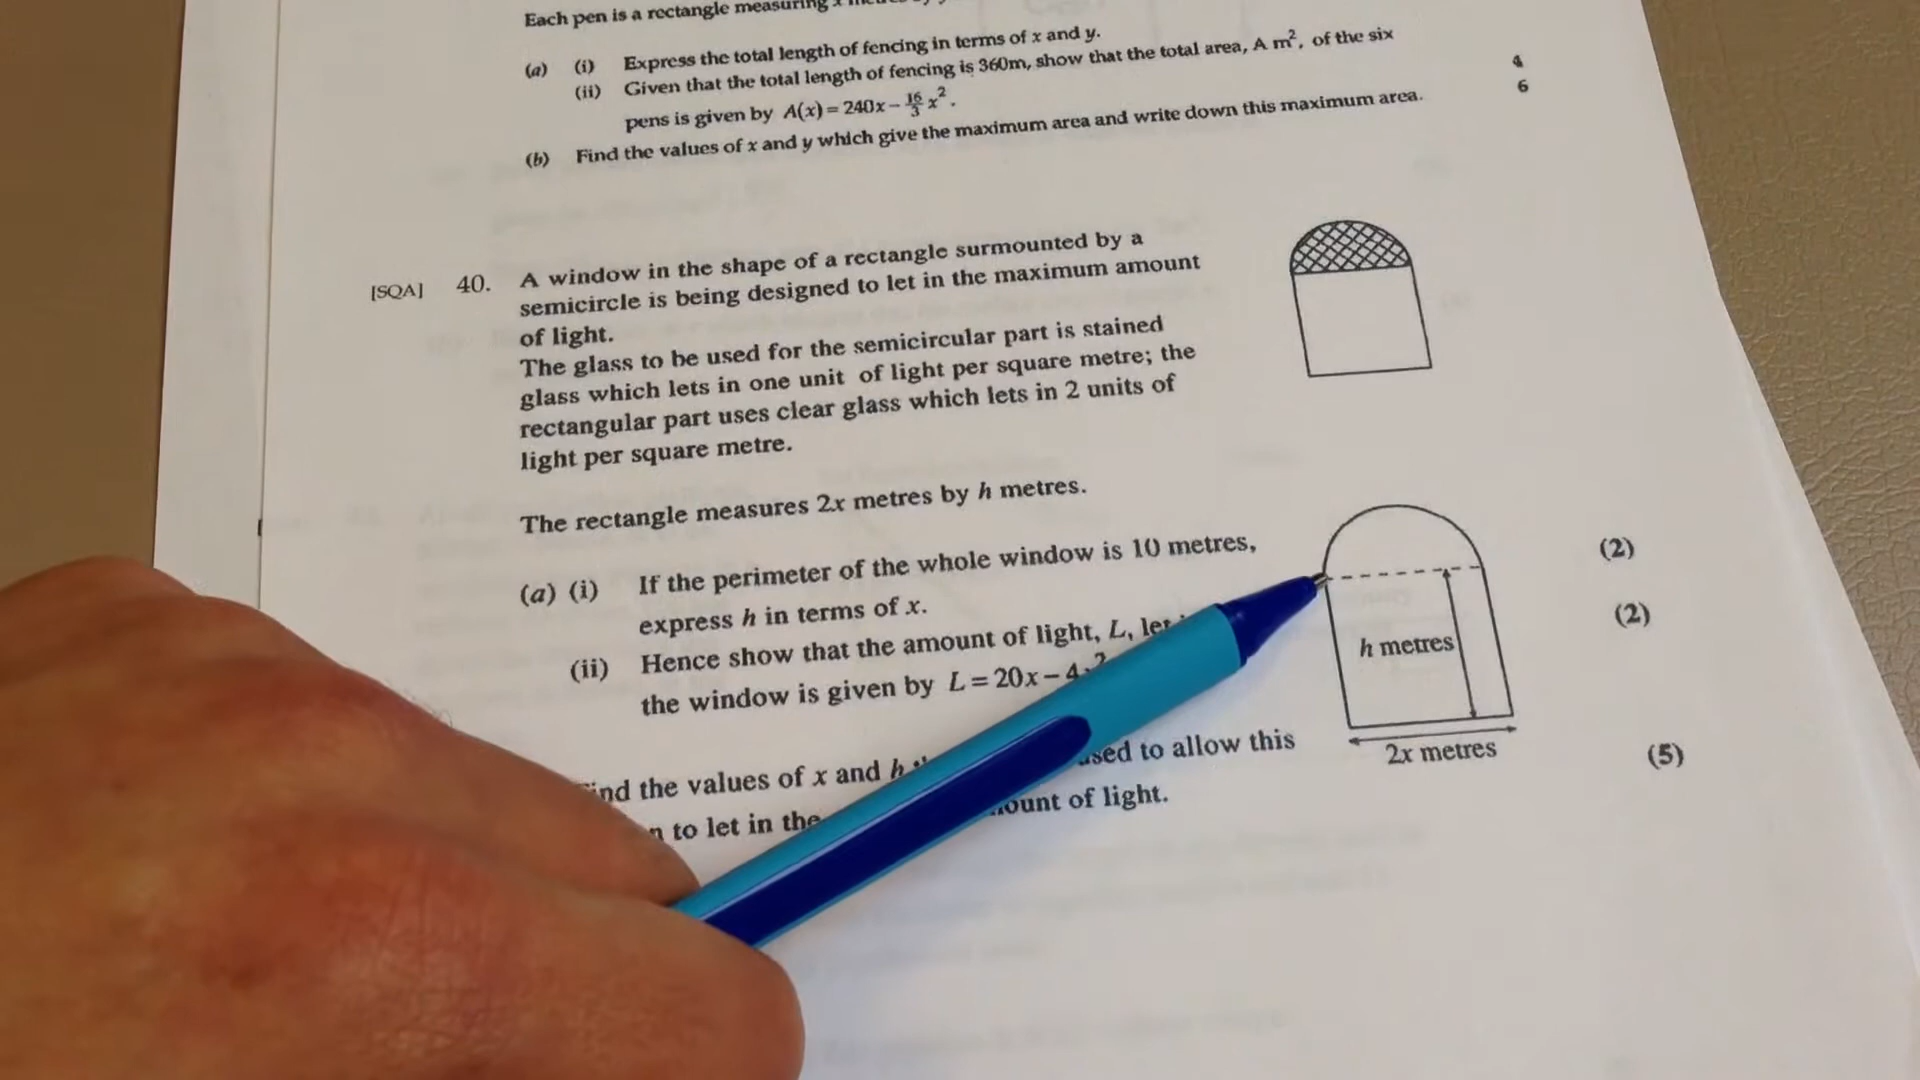 Each pen is a rectangle measuring x
(a) (i) Express the total length of fencing in terms of x and y.
(ii) Given that the total length of fencing is 360m, show that the total area, A m², of the six
pens is given by A(x) = 240x − 16/3 x².
4
(b) Find the values of x and y which give the maximum area and write down this maximum area.
6
[SQA] 40. A window in the shape of a rectangle surmounted by a
semicircle is being designed to let in the maximum amount
of light.
The glass to be used for the semicircular part is stained
glass which lets in one unit of light per square metre; the
rectangular part uses clear glass which lets in 2 units of
light per square metre.
The rectangle measures 2x metres by h metres.
(a) (i) If the perimeter of the whole window is 10 metres,
express h in terms of x.
(2)
(ii) Hence show that the amount of light, L,
the window is given by L = 20x − 4
(2)
the values of x and h to allow this
to let in the of light.
(5)
h metres
2x metres